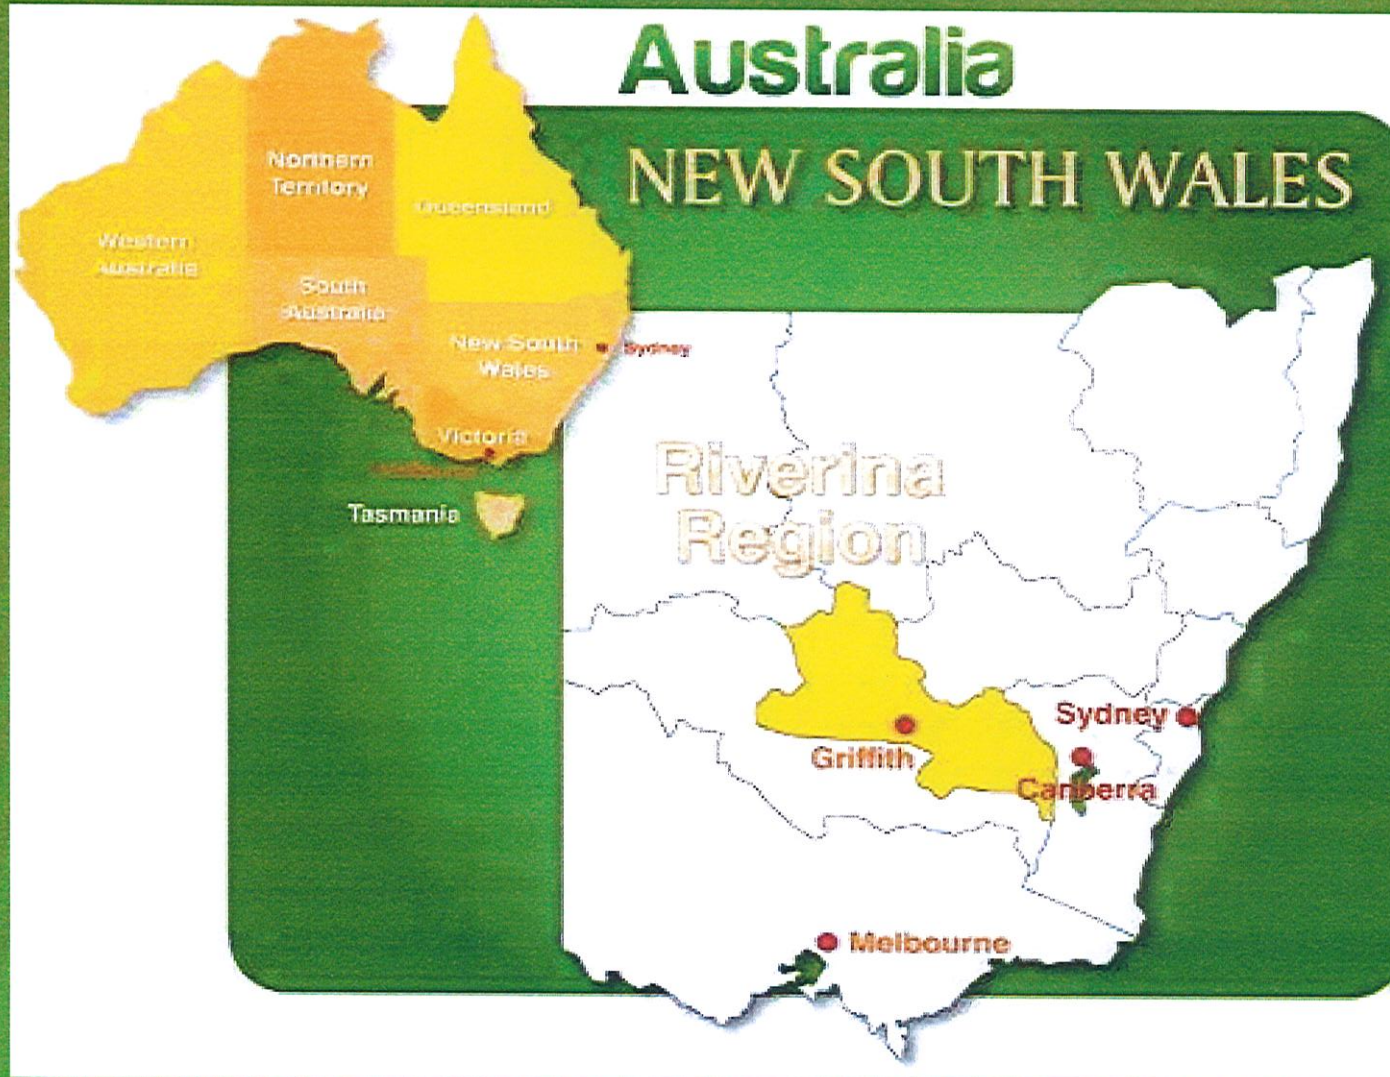 Australia
NEW SOUTH WALES
Northern
Territory
Queensland
Western
Australia
South
Australia
New South
Wales
Sydney
Victoria
Tasmania
Riverina
Region
Griffith
Sydney
Canberra
Melbourne